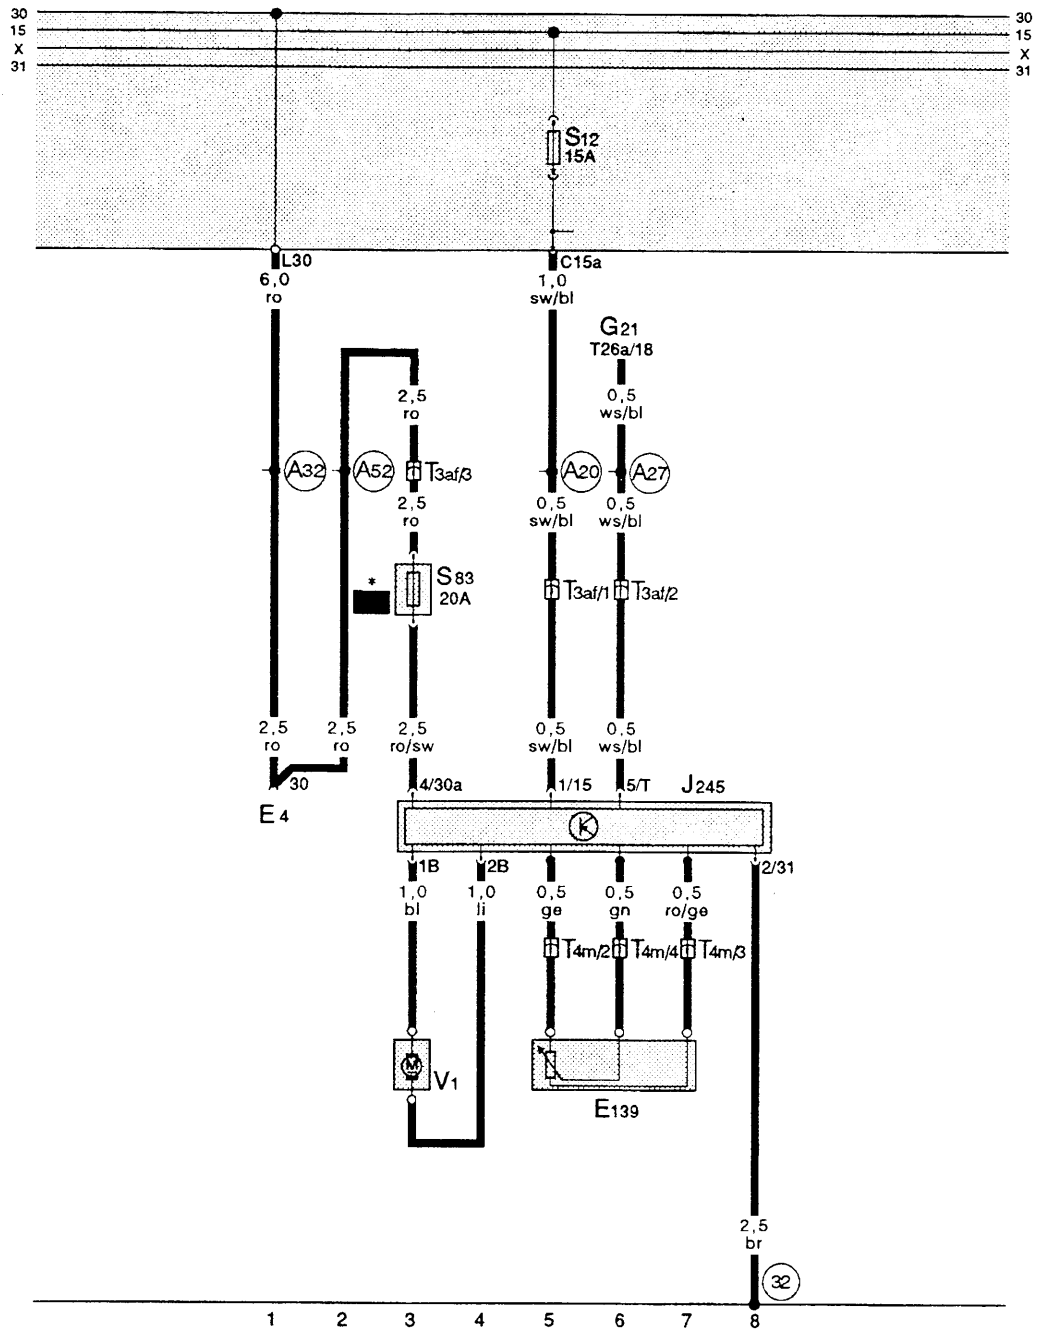 30 30
15 15
X X
31 31
S12
15A
L30 C15a
6,0 1,0
ro sw/bl
G21
T26a/18
2,5 0,5
ro ws/bl
A32 A52 T3af/3 A20 A27
2,5 0,5 0,5
ro sw/bl ws/bl
* S83 T3af/1 T3af/2
20A
2,5 2,5 2,5 0,5 0,5
ro ro ro/sw sw/bl ws/bl
30 4/30a 1/15 5/T J245
E4
1B 2B 2/31
1,0 1,0 0,5 0,5 0,5
bl li ge gn ro/ge
T4m/2 T4m/4 T4m/3
M
V1
E139
2,5
br
32
1 2 3 4 5 6 7 8